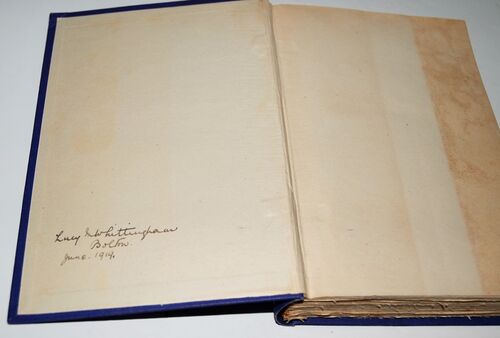 Lucy M Whittingham
Bolton.
June. 1914.